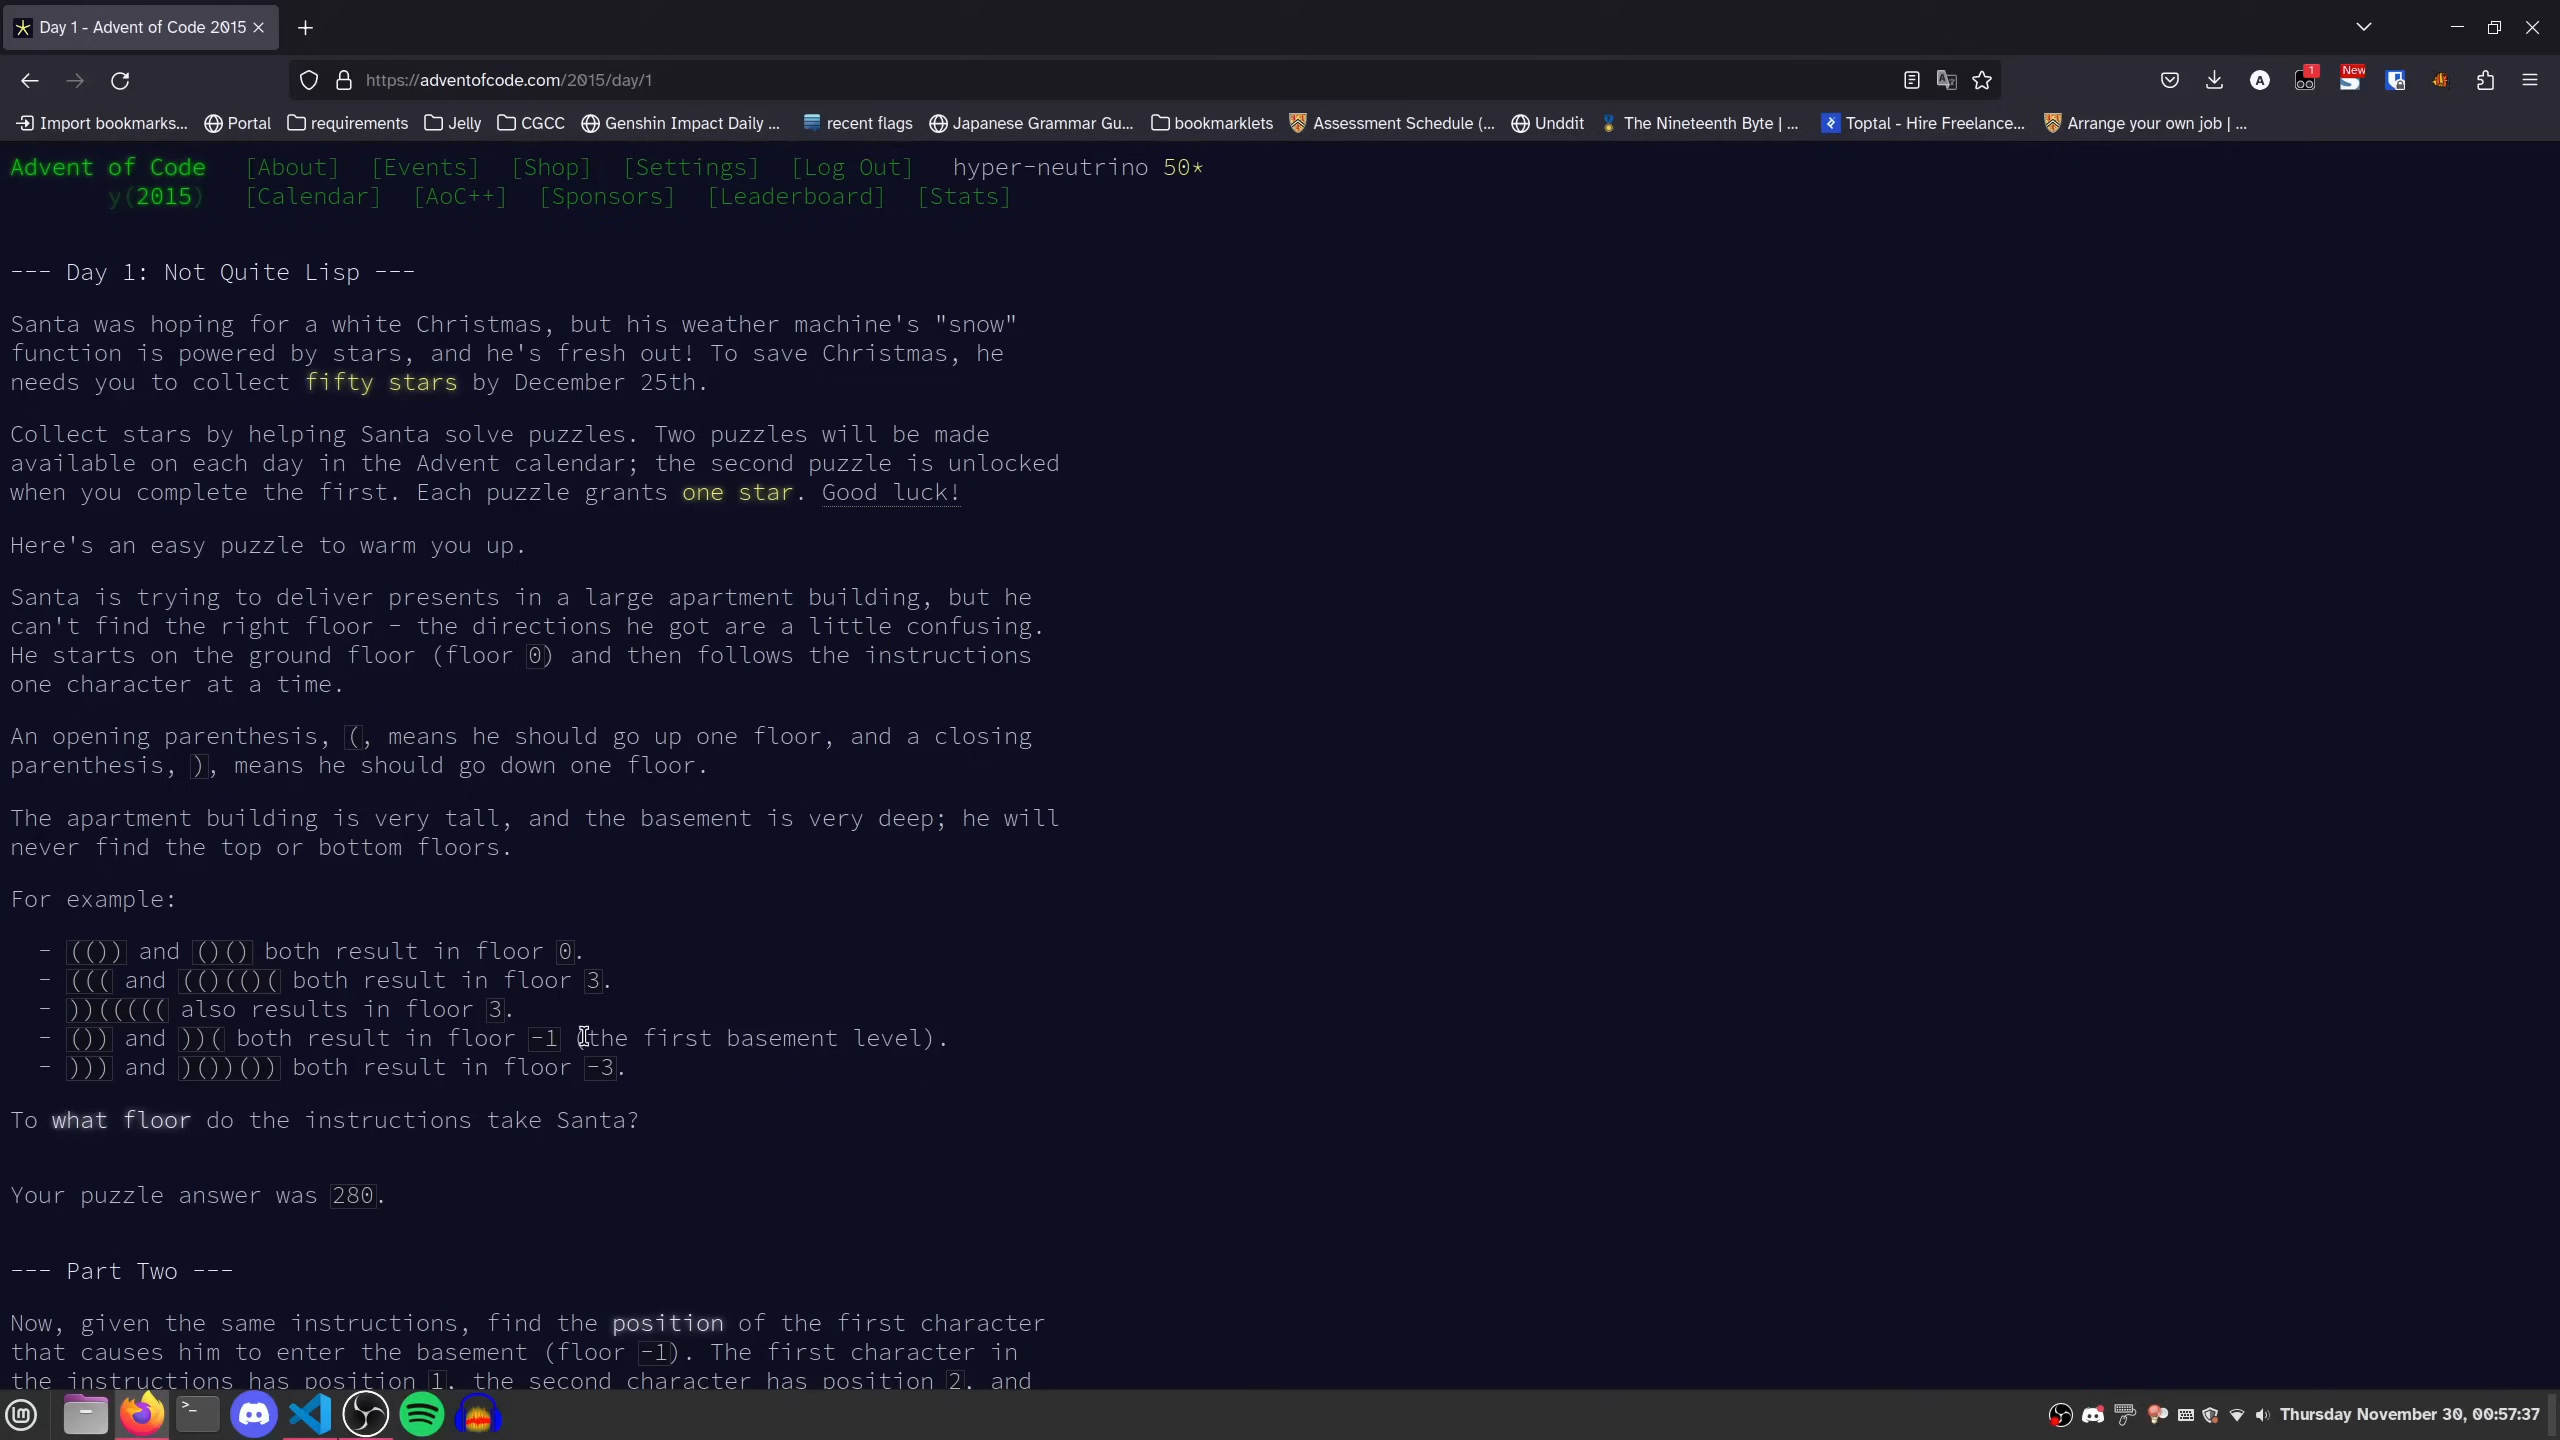 Day 1 - Advent of Code 2015
https://adventofcode.com/2015/day/1
1
New
A
Import bookmarks... Portal requirements Jelly CGCC Genshin Impact Daily ... recent flags Japanese Grammar Gu... bookmarklets Assessment Schedule (... Unddit The Nineteenth Byte | ... Toptal - Hire Freelance... Arrange your own job | ...
Advent of Code [About] [Events] [Shop] [Settings] [Log Out] hyper-neutrino 50*
y(2015) [Calendar] [AoC++] [Sponsors] [Leaderboard] [Stats]
--- Day 1: Not Quite Lisp ---
Santa was hoping for a white Christmas, but his weather machine's "snow"
function is powered by stars, and he's fresh out! To save Christmas, he
needs you to collect fifty stars by December 25th.
Collect stars by helping Santa solve puzzles. Two puzzles will be made
available on each day in the Advent calendar; the second puzzle is unlocked
when you complete the first. Each puzzle grants one star. Good luck!
Here's an easy puzzle to warm you up.
Santa is trying to deliver presents in a large apartment building, but he
can't find the right floor - the directions he got are a little confusing.
He starts on the ground floor (floor 0) and then follows the instructions
one character at a time.
An opening parenthesis, (, means he should go up one floor, and a closing
parenthesis, ), means he should go down one floor.
The apartment building is very tall, and the basement is very deep; he will
never find the top or bottom floors.
For example:
- (()) and ()() both result in floor 0.
- ((( and (()(()( both result in floor 3.
- ))((((( also results in floor 3.
- ()) and ))( both result in floor -1 (the first basement level).
- ))) and )())()) both result in floor -3.
To what floor do the instructions take Santa?
Your puzzle answer was 280.
--- Part Two ---
Now, given the same instructions, find the position of the first character
that causes him to enter the basement (floor -1). The first character in
the instructions has position 1, the second character has position 2, and
Thursday November 30, 00:57:37